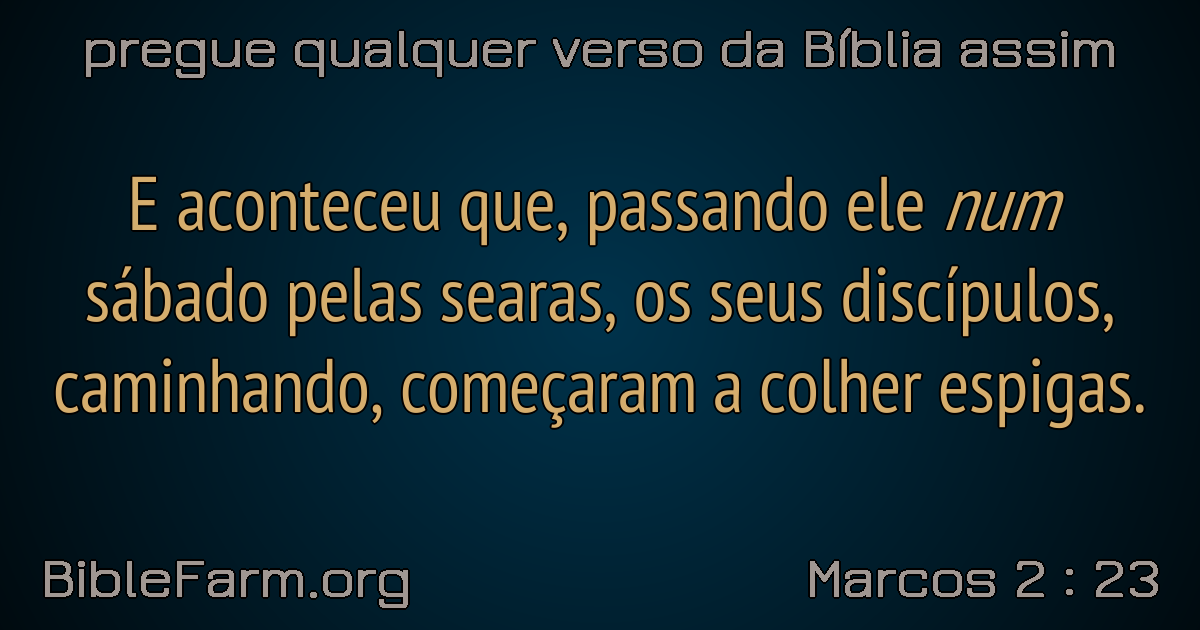 pregue qualquer verso da Bíblia assim
E aconteceu que, passando ele num
sábado pelas searas, os seus discípulos,
caminhando, começaram a colher espigas.
BibleFarm.org
Marcos 2 : 23